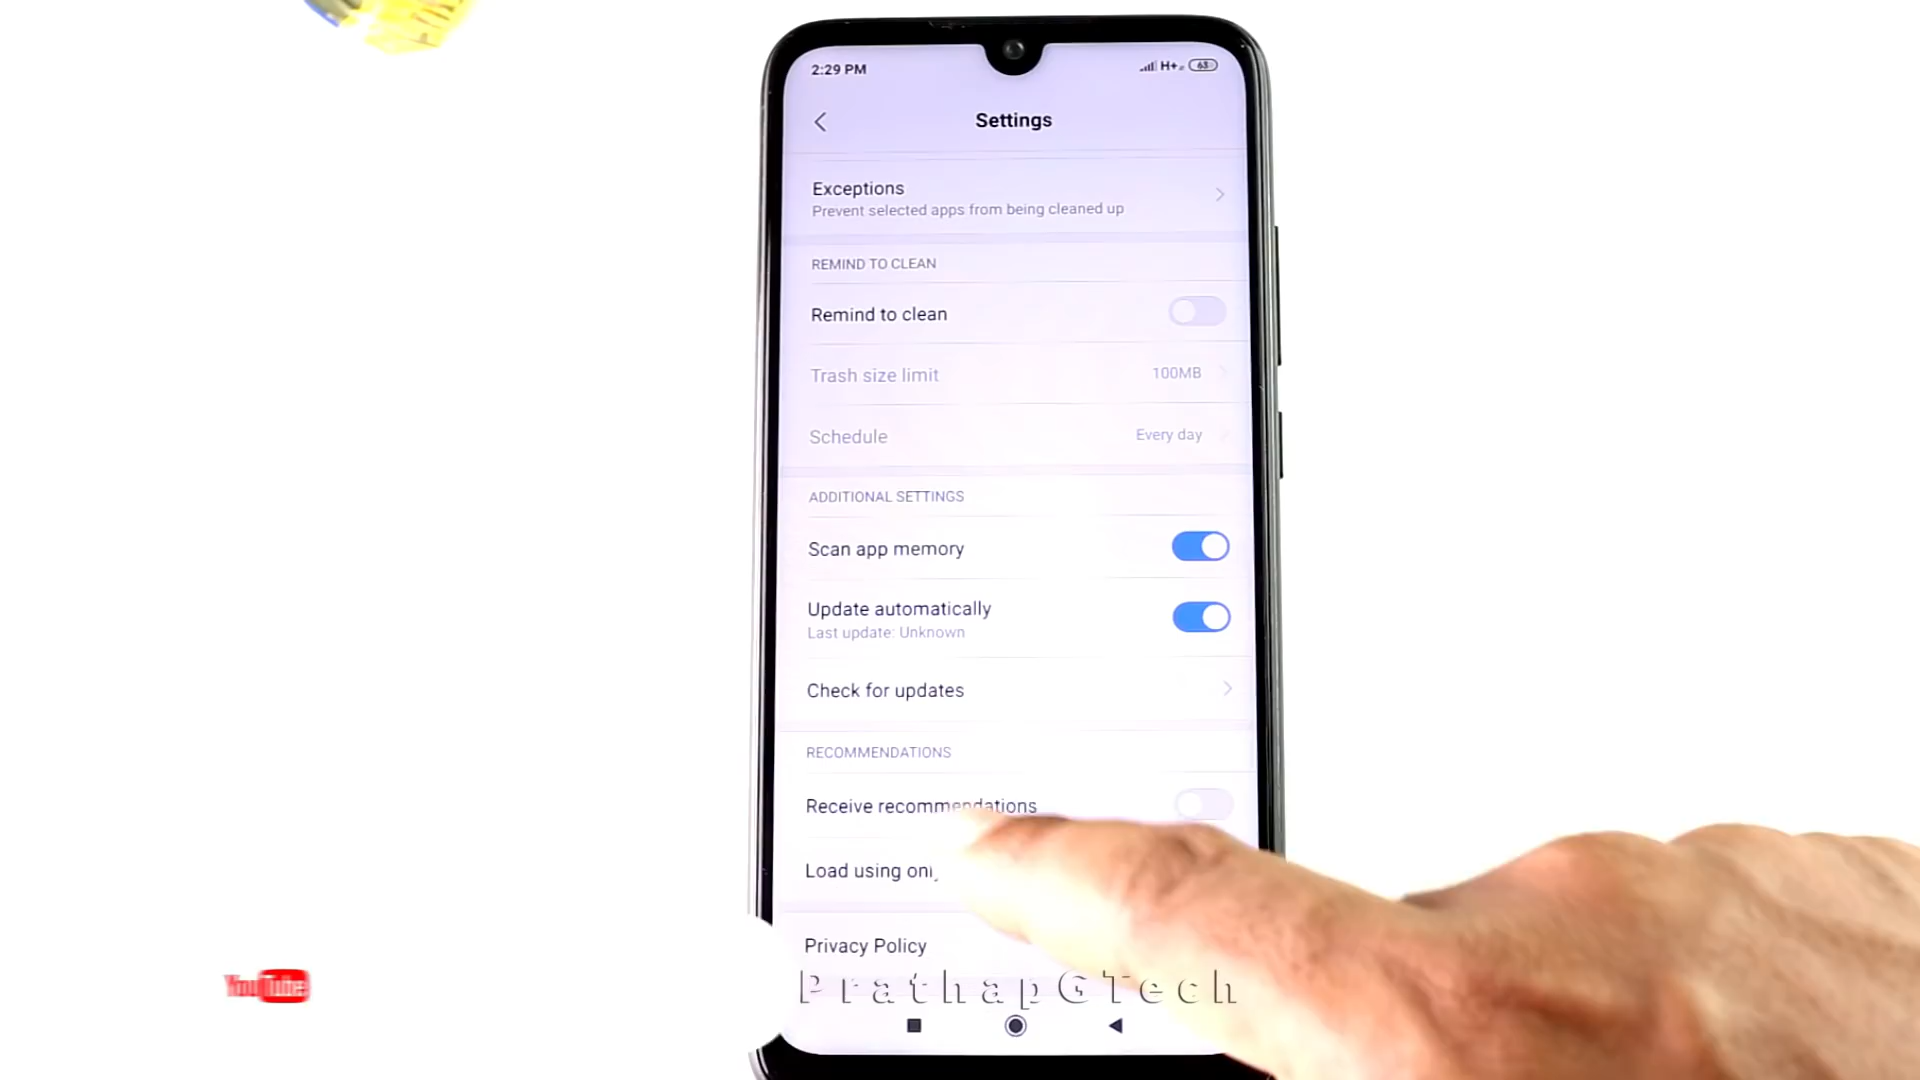 2:29 PM
H+ 63
Settings
Exceptions
Prevent selected apps from being cleaned up
REMIND TO CLEAN
Remind to clean
Trash size limit 100MB
Schedule Every day
ADDITIONAL SETTINGS
Scan app memory
Update automatically
Last update: Unknown
Check for updates
RECOMMENDATIONS
Receive recommendations
Load using
Privacy Policy
YouTube
PrathapGTech